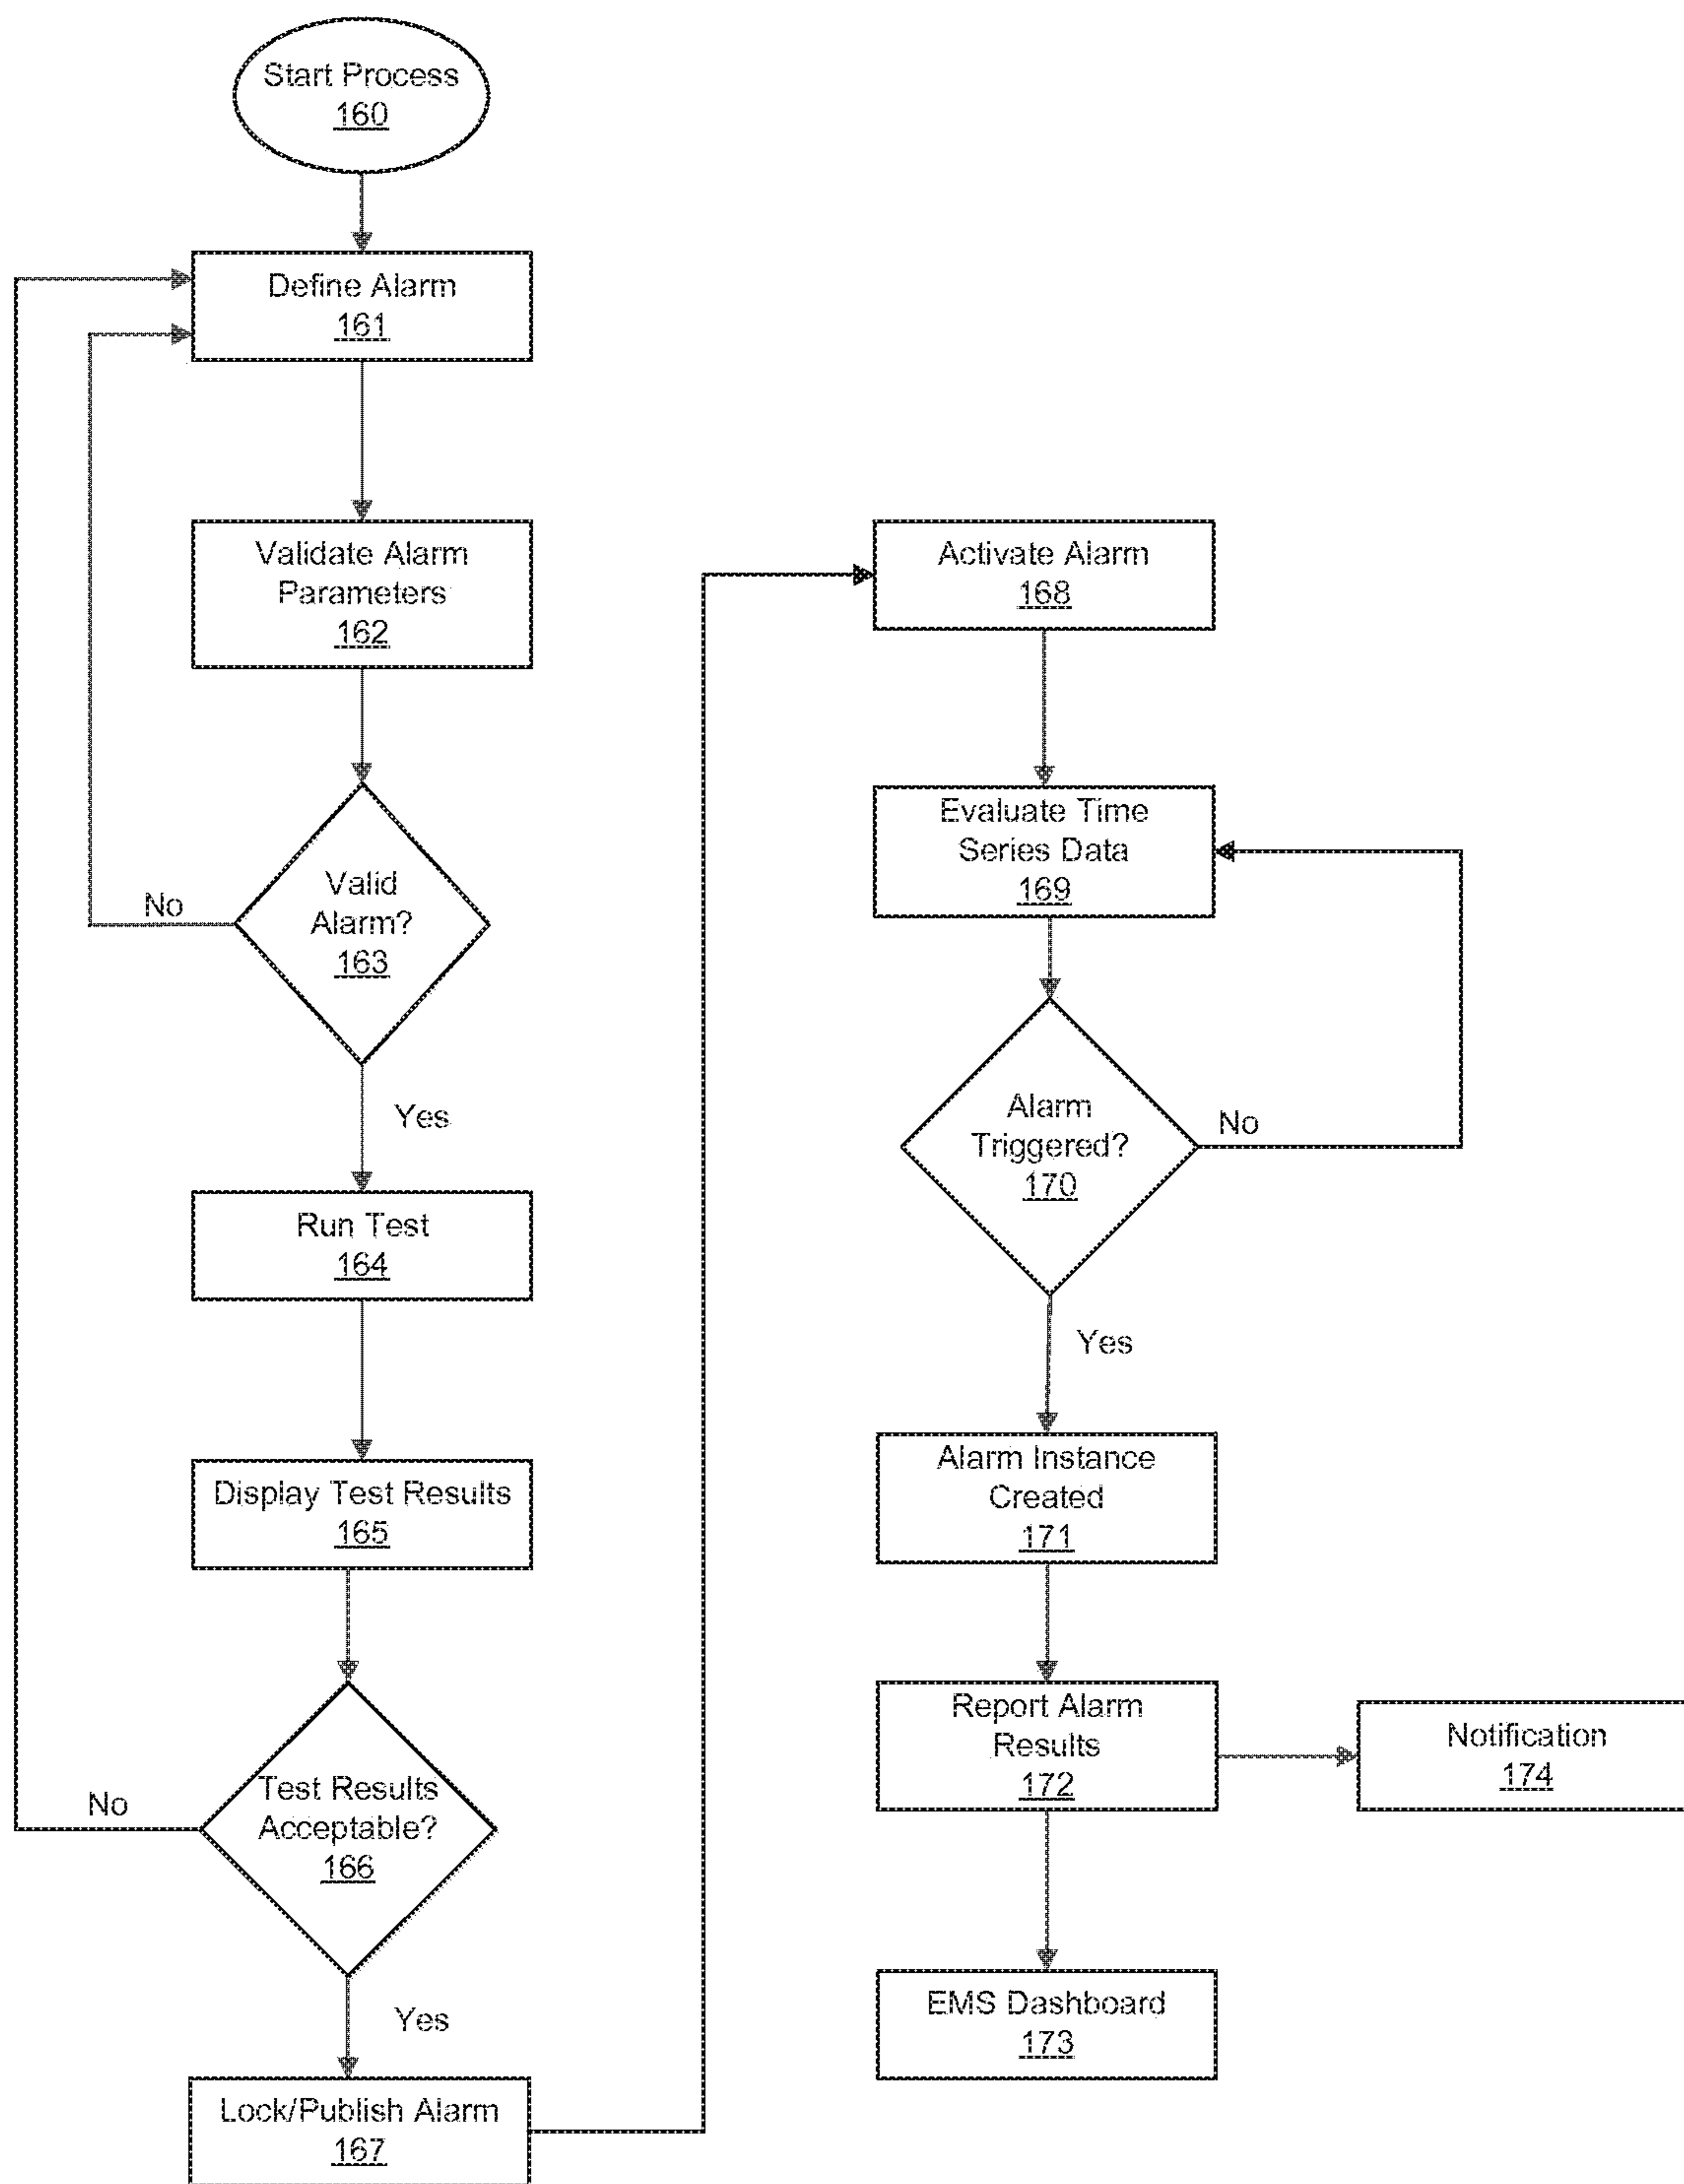 Start Process
160
Define Alarm
161
Validate Alarm
Parameters
162
Valid
Alarm?
163
No
Yes
Run Test
164
Display Test Results
165
Test Results
Acceptable?
166
No
Yes
Lock/Publish Alarm
167
Activate Alarm
168
Evaluate Time
Series Data
169
Alarm
Triggered?
170
No
Yes
Alarm Instance
Created
171
Report Alarm
Results
172
Notification
174
EMS Dashboard
173